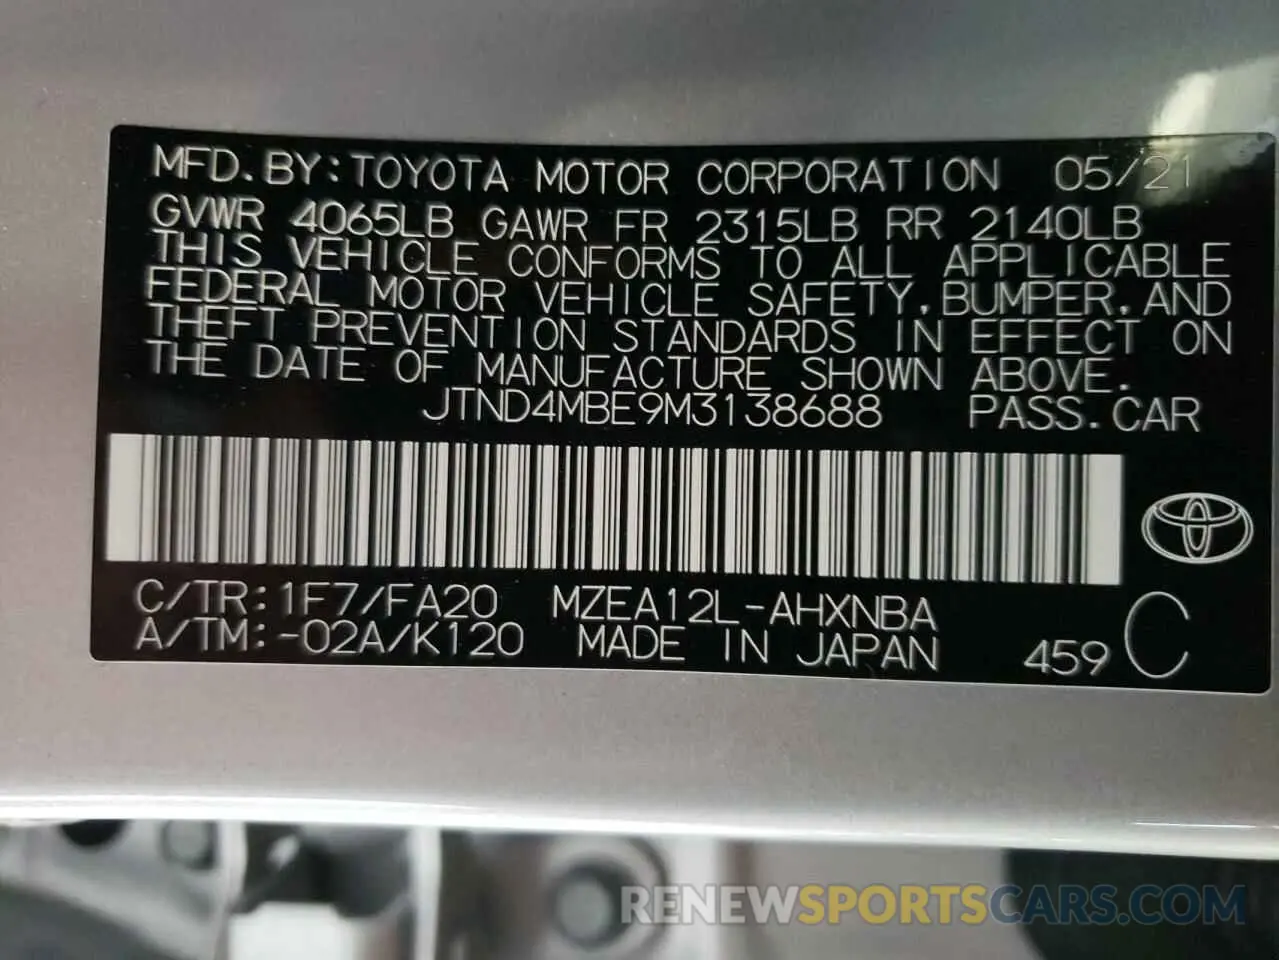 MFD. BY: TOYOTA MOTOR CORPORATION 05/21
GVWR 4065LB GAWR FR 2315LB RR 2140LB
THIS VEHICLE CONFORMS TO ALL APPLICABLE
FEDERAL MOTOR VEHICLE SAFETY, BUMPER, AND
THEFT PREVENTION STANDARDS IN EFFECT ON
THE DATE OF MANUFACTURE SHOWN ABOVE.
JTND4MBE9M3138688 PASS. CAR
C/TR: 1F7/FA20 MZEA12L-AHXNBA
A/TM: -02A/K120 MADE IN JAPAN 459 C
RENEWSPORTSCARS.COM